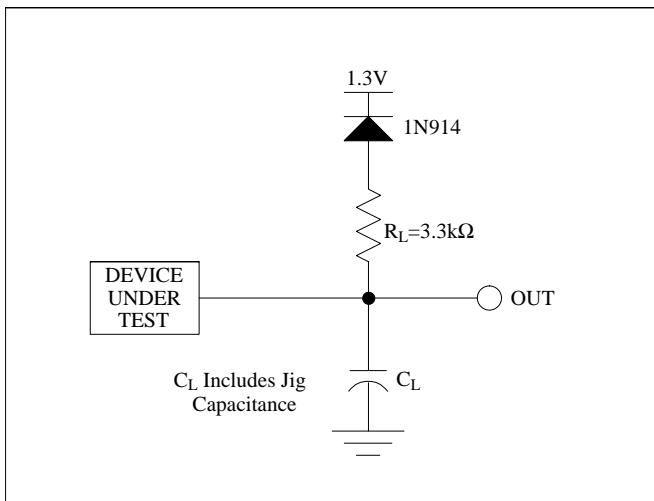 1.3V
1N914
R_L=3.3kΩ
DEVICE
UNDER
TEST
OUT
C_L Includes Jig
Capacitance
C_L